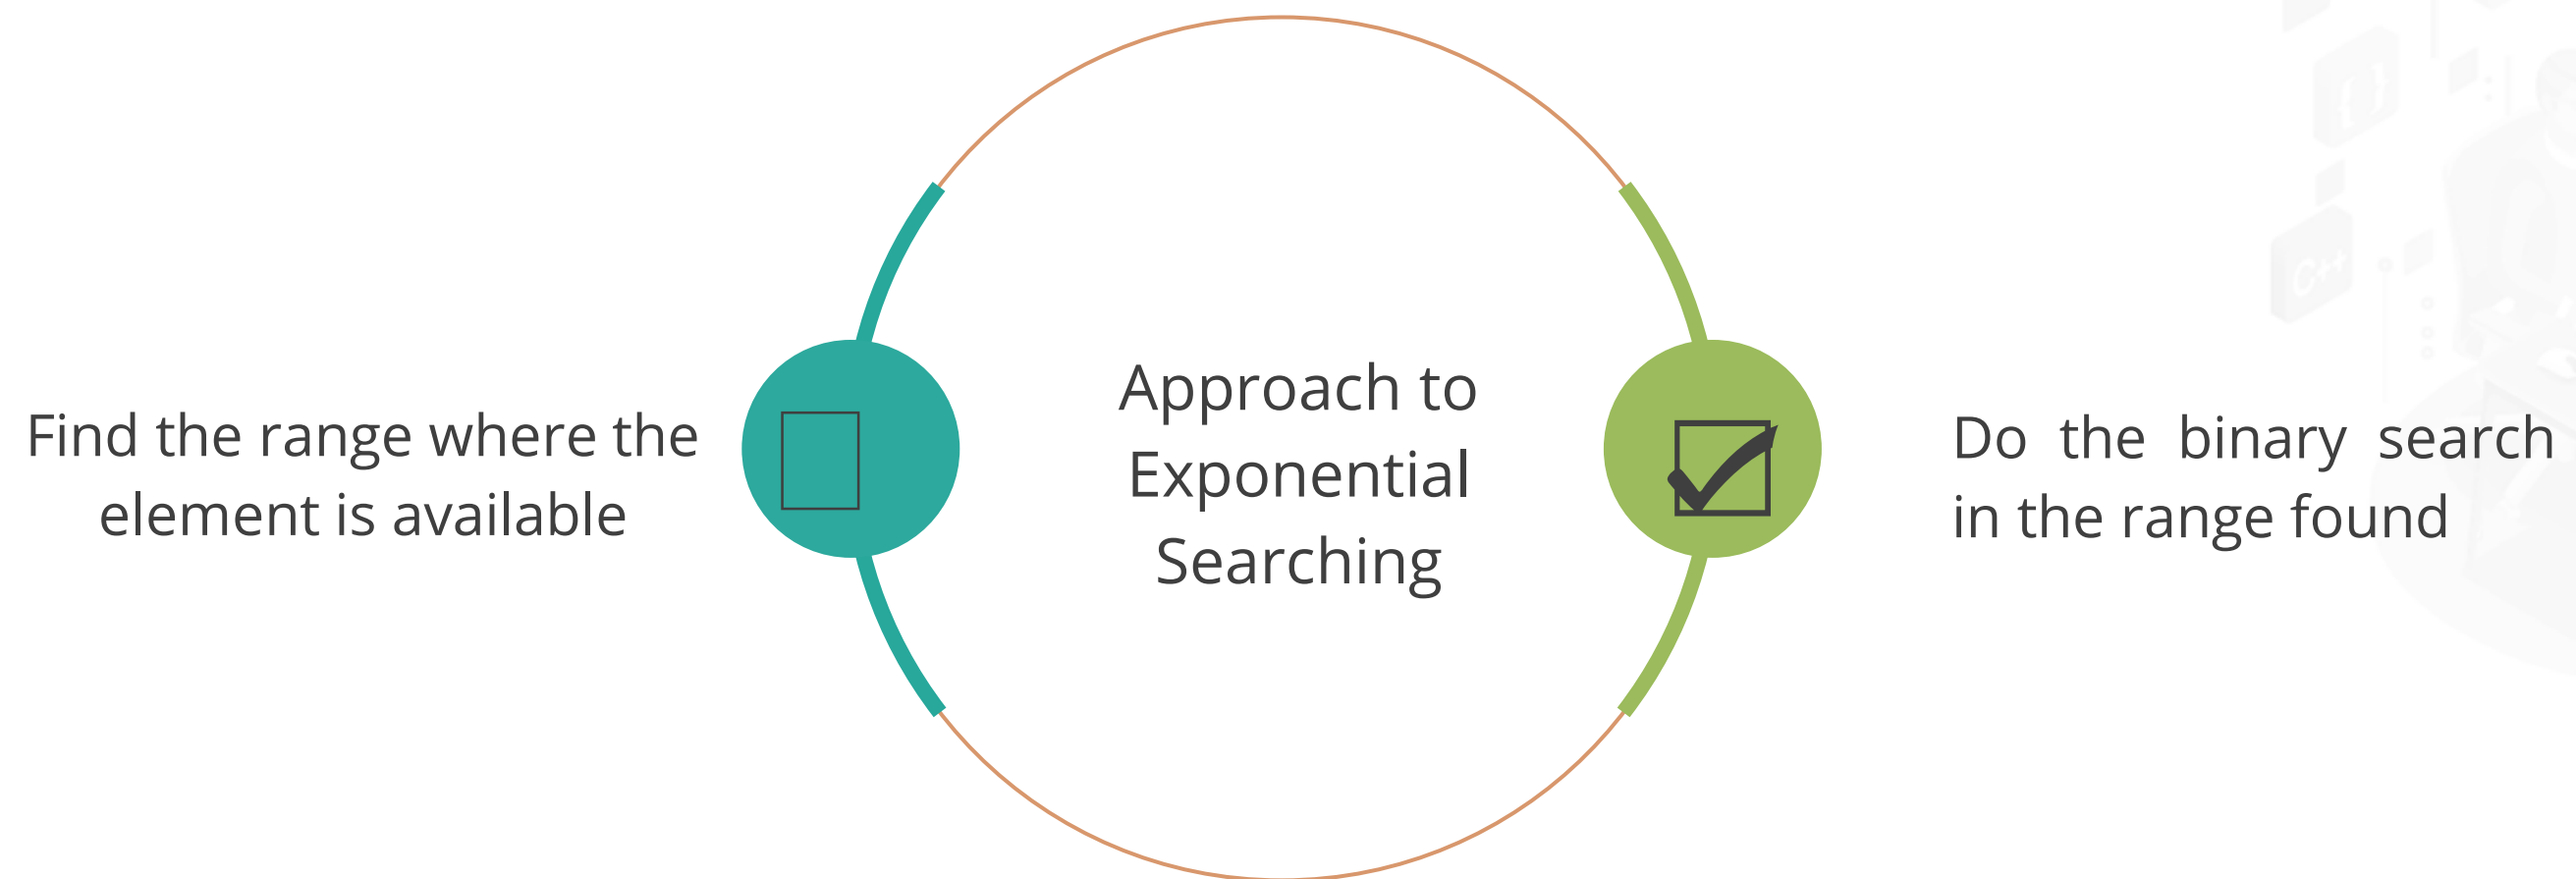 Find the range where the
element is available
Approach to
Exponential
Searching
Do the binary search
in the range found
{ }
C++